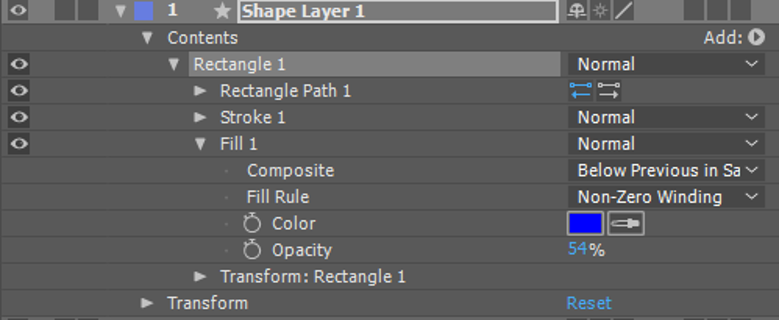 1 Shape Layer 1
Contents Add:
Rectangle 1 Normal
Rectangle Path 1
Stroke 1 Normal
Fill 1 Normal
Composite Below Previous in Sa
Fill Rule Non-Zero Winding
Color
Opacity 54%
Transform: Rectangle 1
Transform Reset